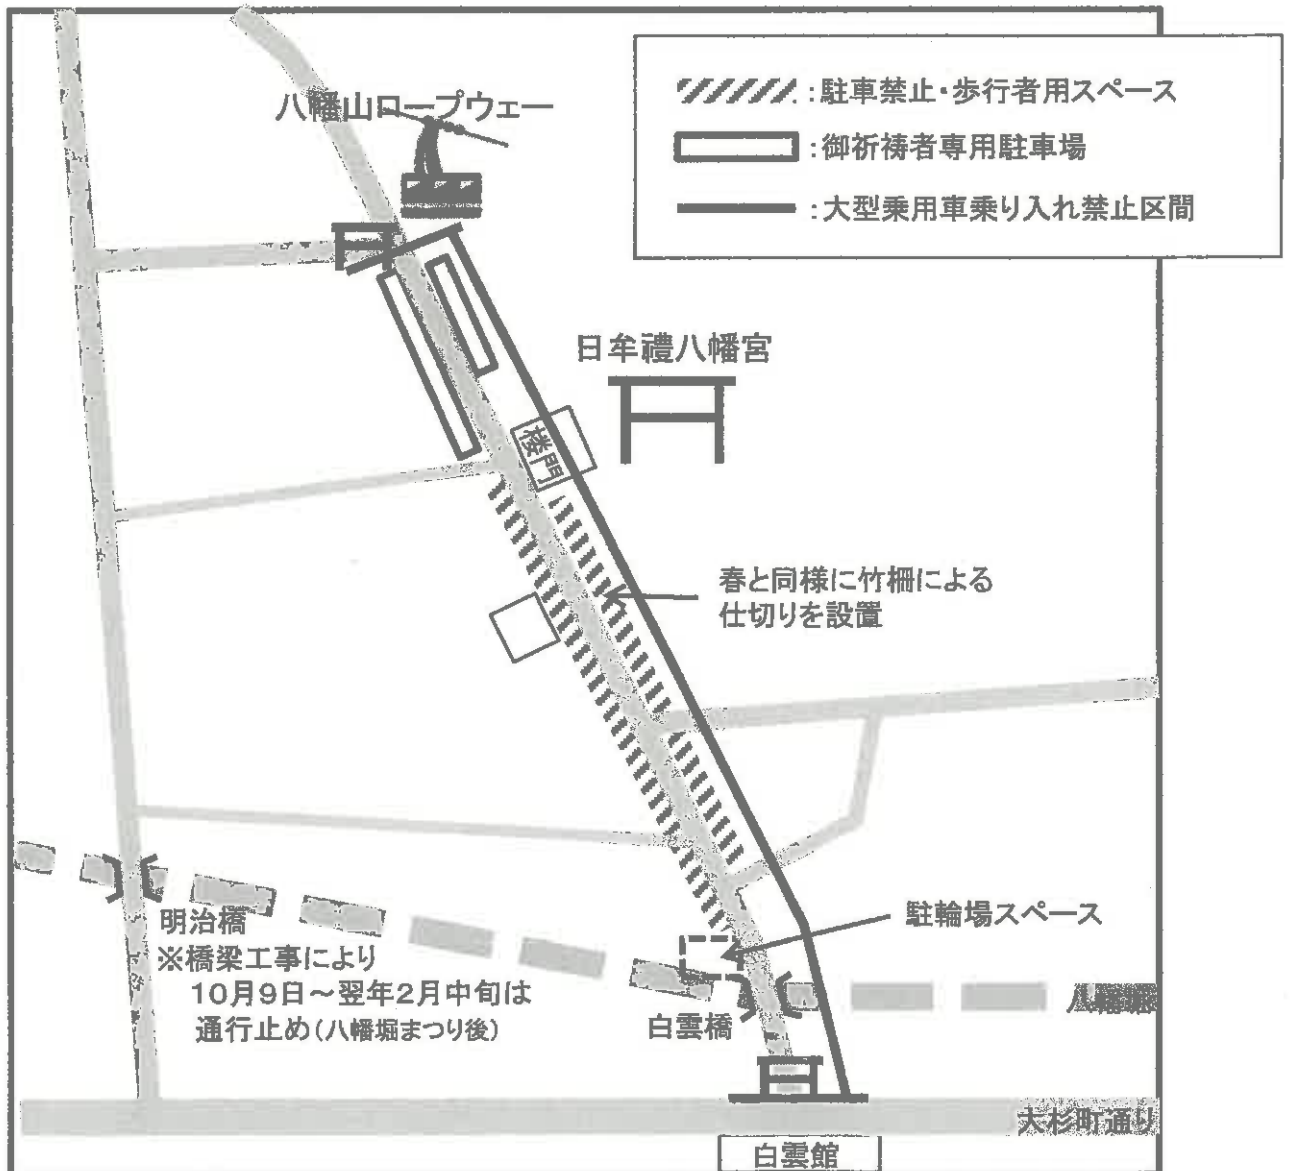 :駐車禁止・歩行者用スペース
:御祈祷者専用駐車場
:大型乗用車乗り入れ禁止区間
八幡山ロープウェー
日牟禮八幡宮
楼門
春と同様に竹柵による
仕切りを設置
駐輪場スペース
明治橋
※橋梁工事により
10月9日～翌年2月中旬は
通行止め(八幡堀まつり後)
白雲橋
八幡堀
大杉町通り
白雲館